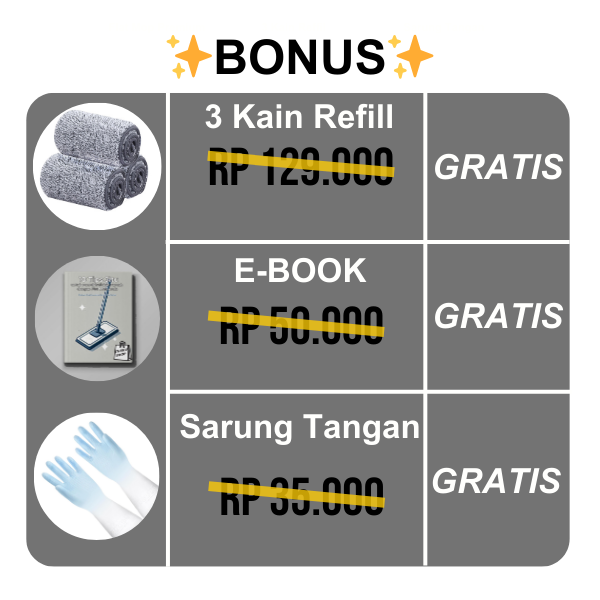 ✨BONUS✨
3 Kain Refill
RP 129.000
GRATIS
E-BOOK
RP 50.000
GRATIS
Sarung Tangan
RP 35.000
GRATIS